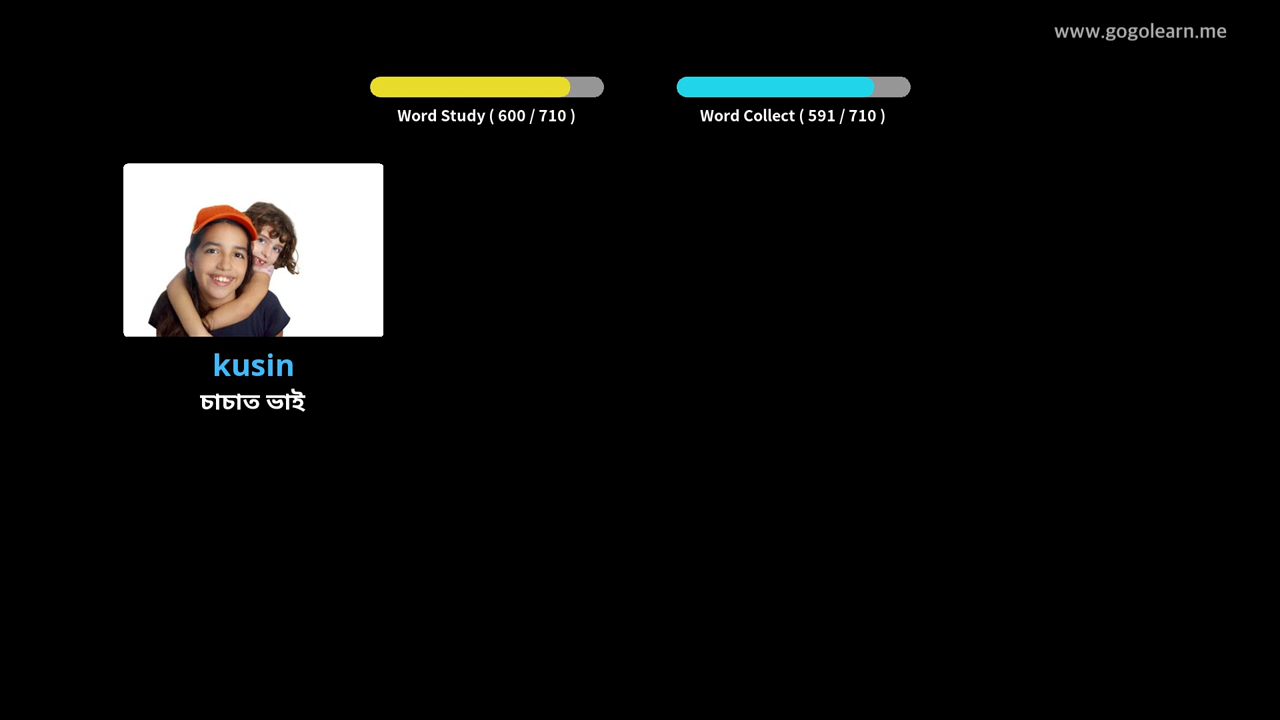 www.gogolearn.me
Word Study ( 600 / 710 )
Word Collect ( 591 / 710 )
kusin
চাচাত ভাই